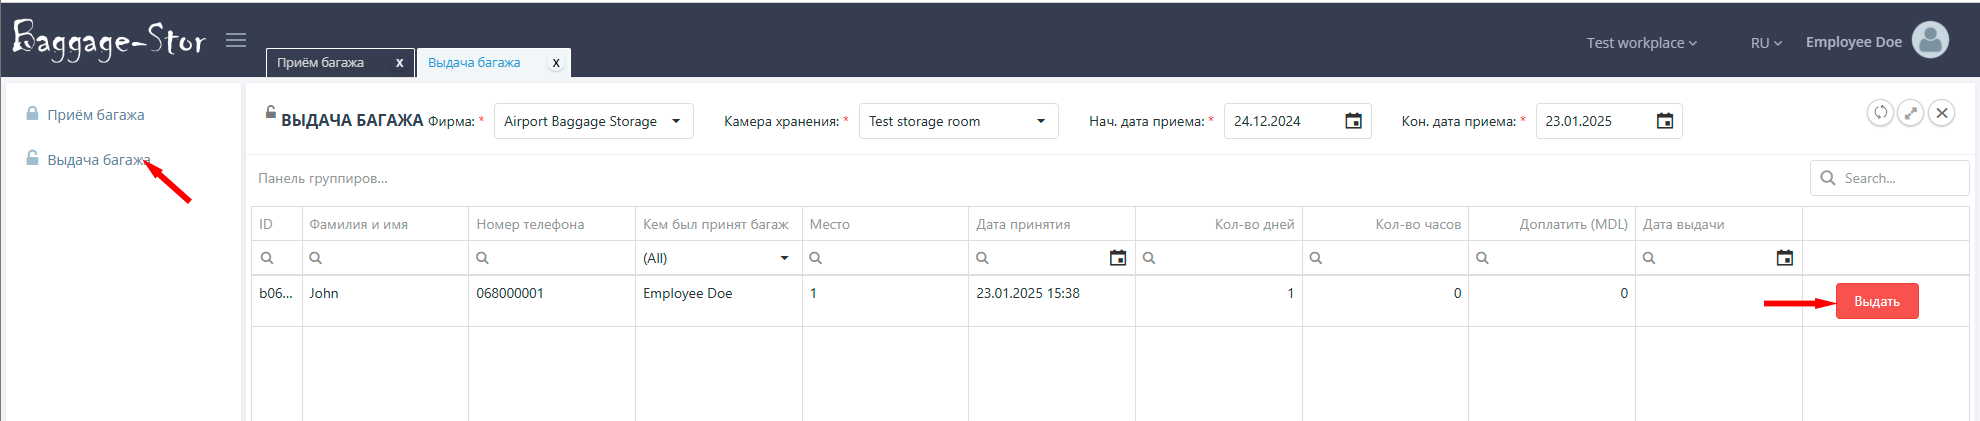 Baggage-Stor
Приём багажа x Выдача багажа x
Test workplace RU Employee Doe
Приём багажа
Выдача багажа
ВЫДАЧА БАГАЖА Фирма: * Airport Baggage Storage Камера хранения: * Test storage room Нач. дата приема: * 24.12.2024 Кон. дата приема: * 23.01.2025
Панель группиров... Search...
ID Фамилия и имя Номер телефона Кем был принят багаж Место Дата принятия Кол-во дней Кол-во часов Доплатить (MDL) Дата выдачи
(All)
b06... John 068000001 Employee Doe 1 23.01.2025 15:38 1 0 0 Выдать